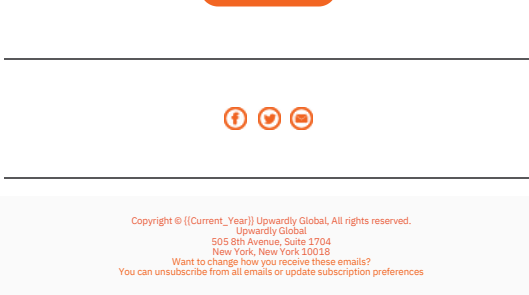 Copyright © {{Current_Year}} Upwardly Global, All rights reserved.
Upwardly Global
505 8th Avenue, Suite 1704
New York, New York 10018
Want to change how you receive these emails?
You can unsubscribe from all emails or update subscription preferences